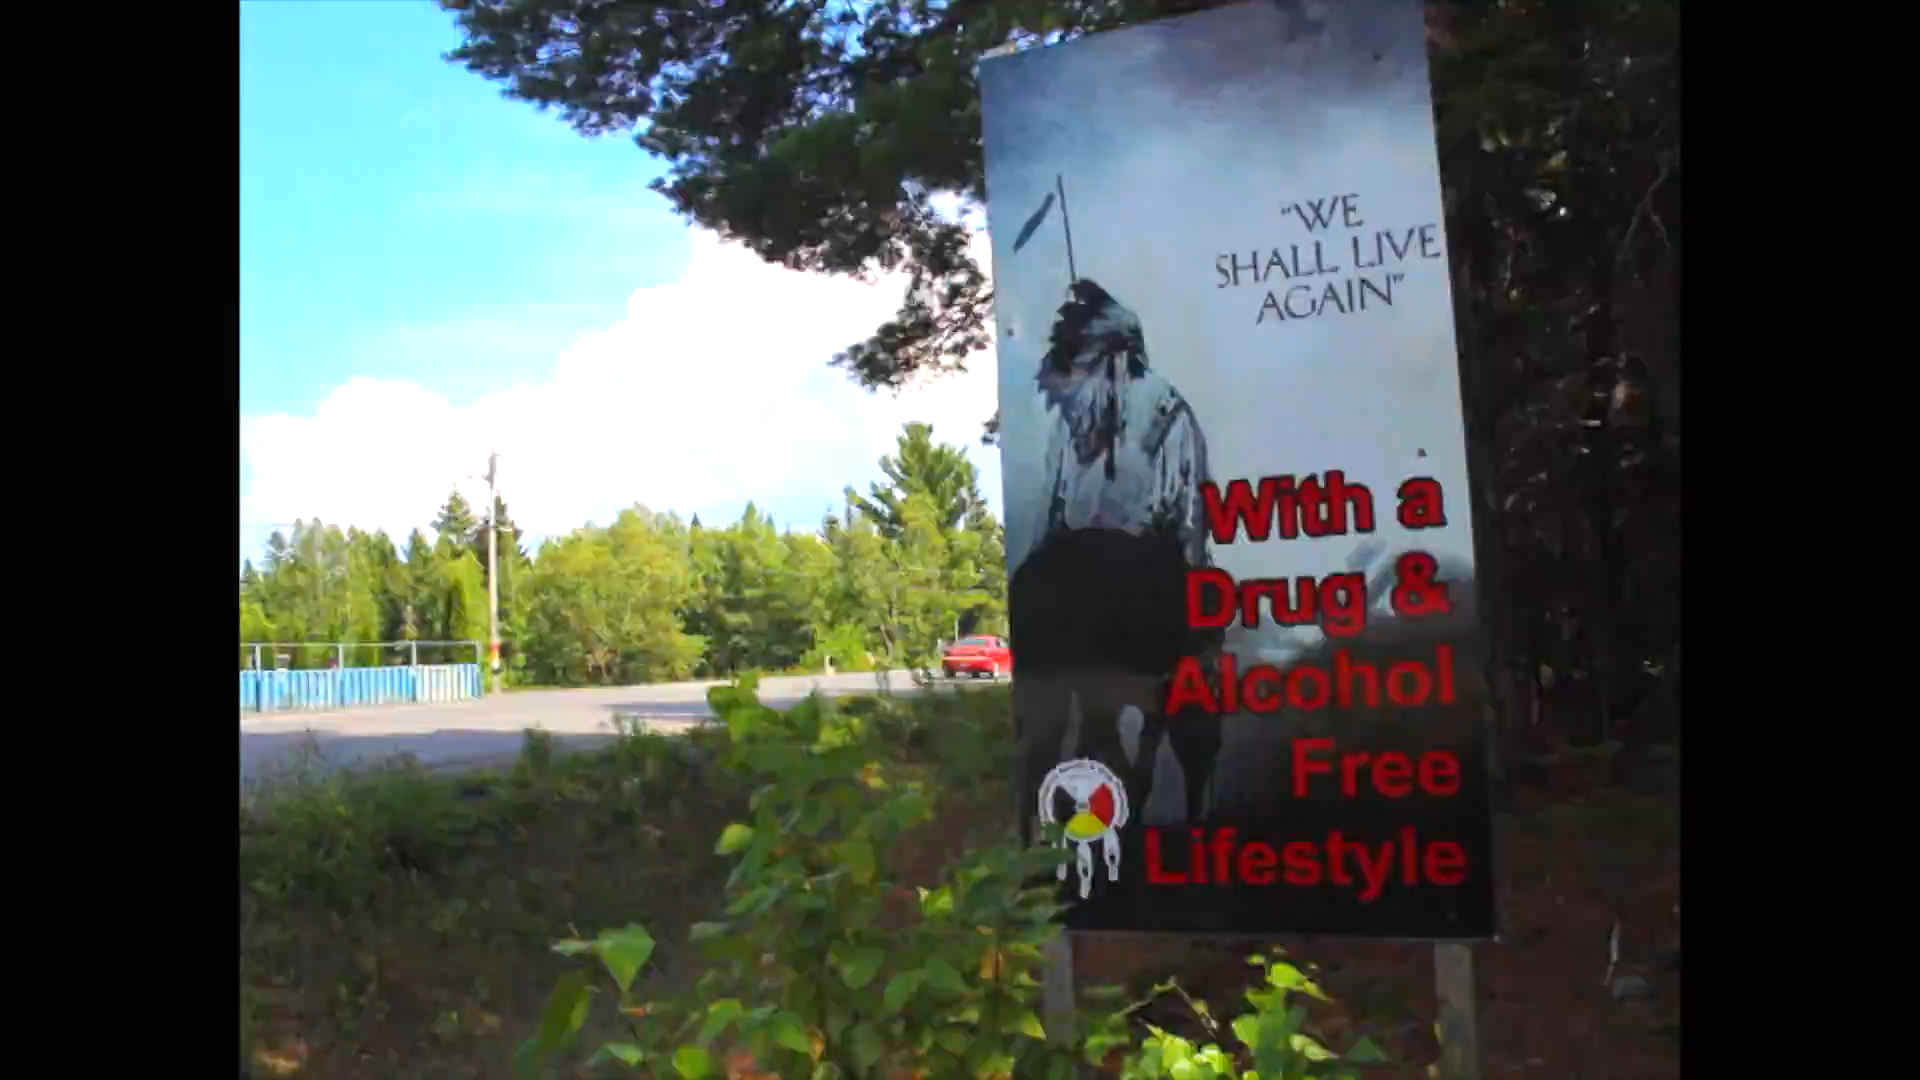 "WE
SHALL LIVE
AGAIN"
With a
Drug &
Alcohol
Free
Lifestyle